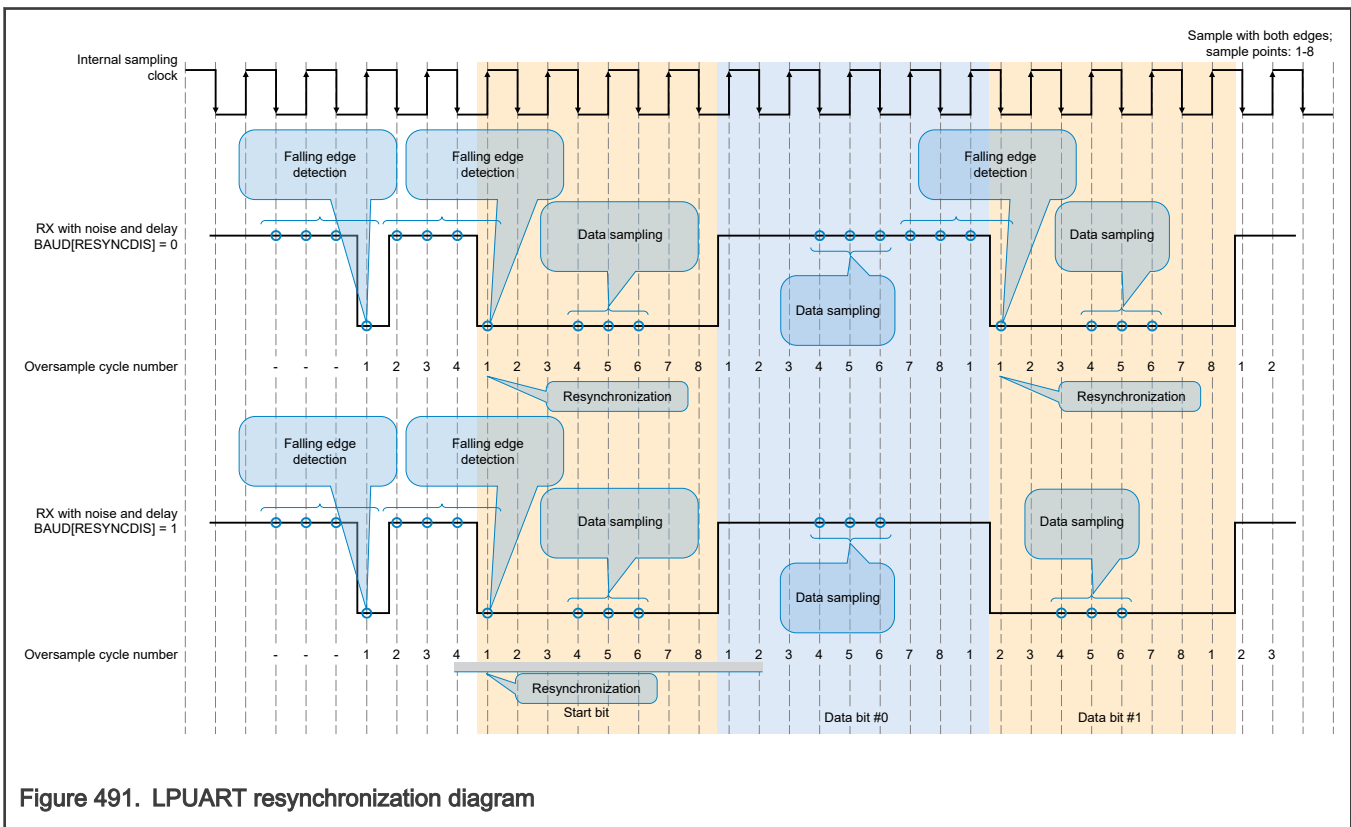 Sample with both edges;
sample points: 1-8
Internal sampling
clock
Falling edge
detection
Falling edge
detection
Falling edge
detection
RX with noise and delay
BAUD[RESYNCDIS] = 0
Data sampling
Data sampling
Data sampling
Oversample cycle number
- - - 1 2 3 4 1 2 3 4 5 6 7 8 1 2 3 4 5 6 7 8 1 1 2 3 4 5 6 7 8 1 2
Resynchronization
Resynchronization
Falling edge
detection
Falling edge
detection
RX with noise and delay
BAUD[RESYNCDIS] = 1
Data sampling
Data sampling
Data sampling
Oversample cycle number
- - - 1 2 3 4 1 2 3 4 5 6 7 8 1 2 3 4 5 6 7 8 1 2 3 4 5 6 7 8 1 2 3
Resynchronization
Start bit
Data bit #0
Data bit #1
Figure 491. LPUART resynchronization diagram